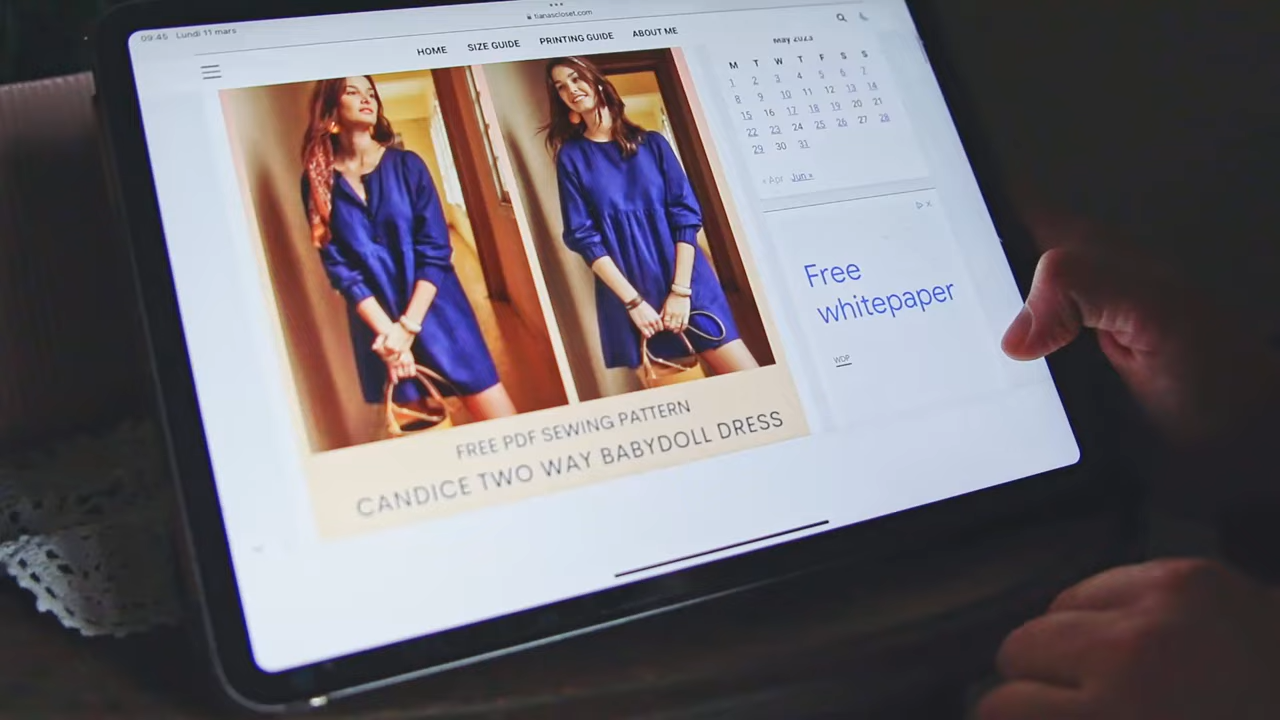 09:45 Lundi 11 mars
tianascloset.com
HOME SIZE GUIDE PRINTING GUIDE ABOUT ME
May 2023
M T W T F S S
1 2 3 4 5 6 7
8 9 10 11 12 13 14
15 16 17 18 19 20 21
22 23 24 25 26 27 28
29 30 31
« Apr Jun »
Free
whitepaper
WDP
FREE PDF SEWING PATTERN
CANDICE TWO WAY BABYDOLL DRESS